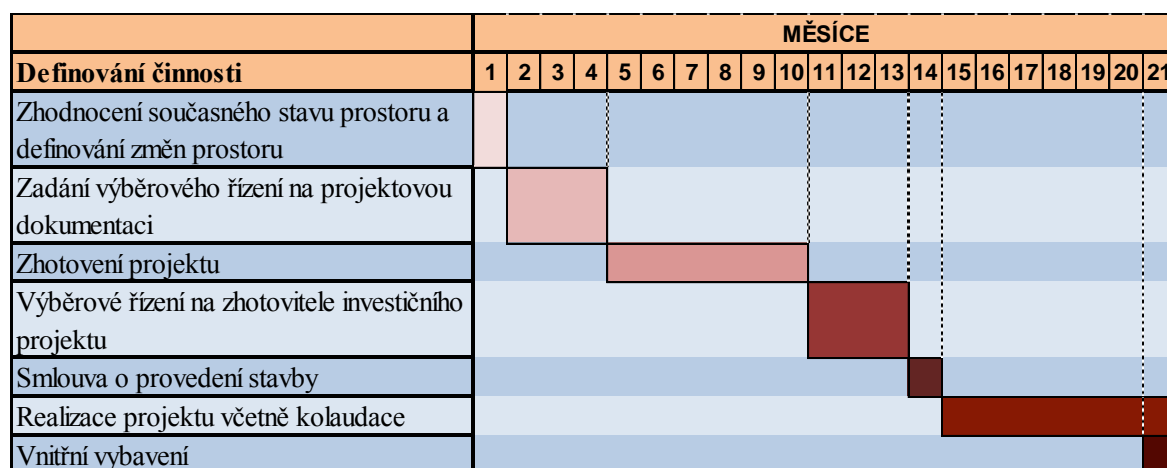 MĚSÍCE
Definování činnosti 1 2 3 4 5 6 7 8 9 10 11 12 13 14 15 16 17 18 19 20 21
Zhodnocení současného stavu prostoru a
definování změn prostoru
Zadání výběrového řízení na projektovou
dokumentaci
Zhotovení projektu
Výběrové řízení na zhotovitele investičního
projektu
Smlouva o provedení stavby
Realizace projektu včetně kolaudace
Vnitřní vybavení